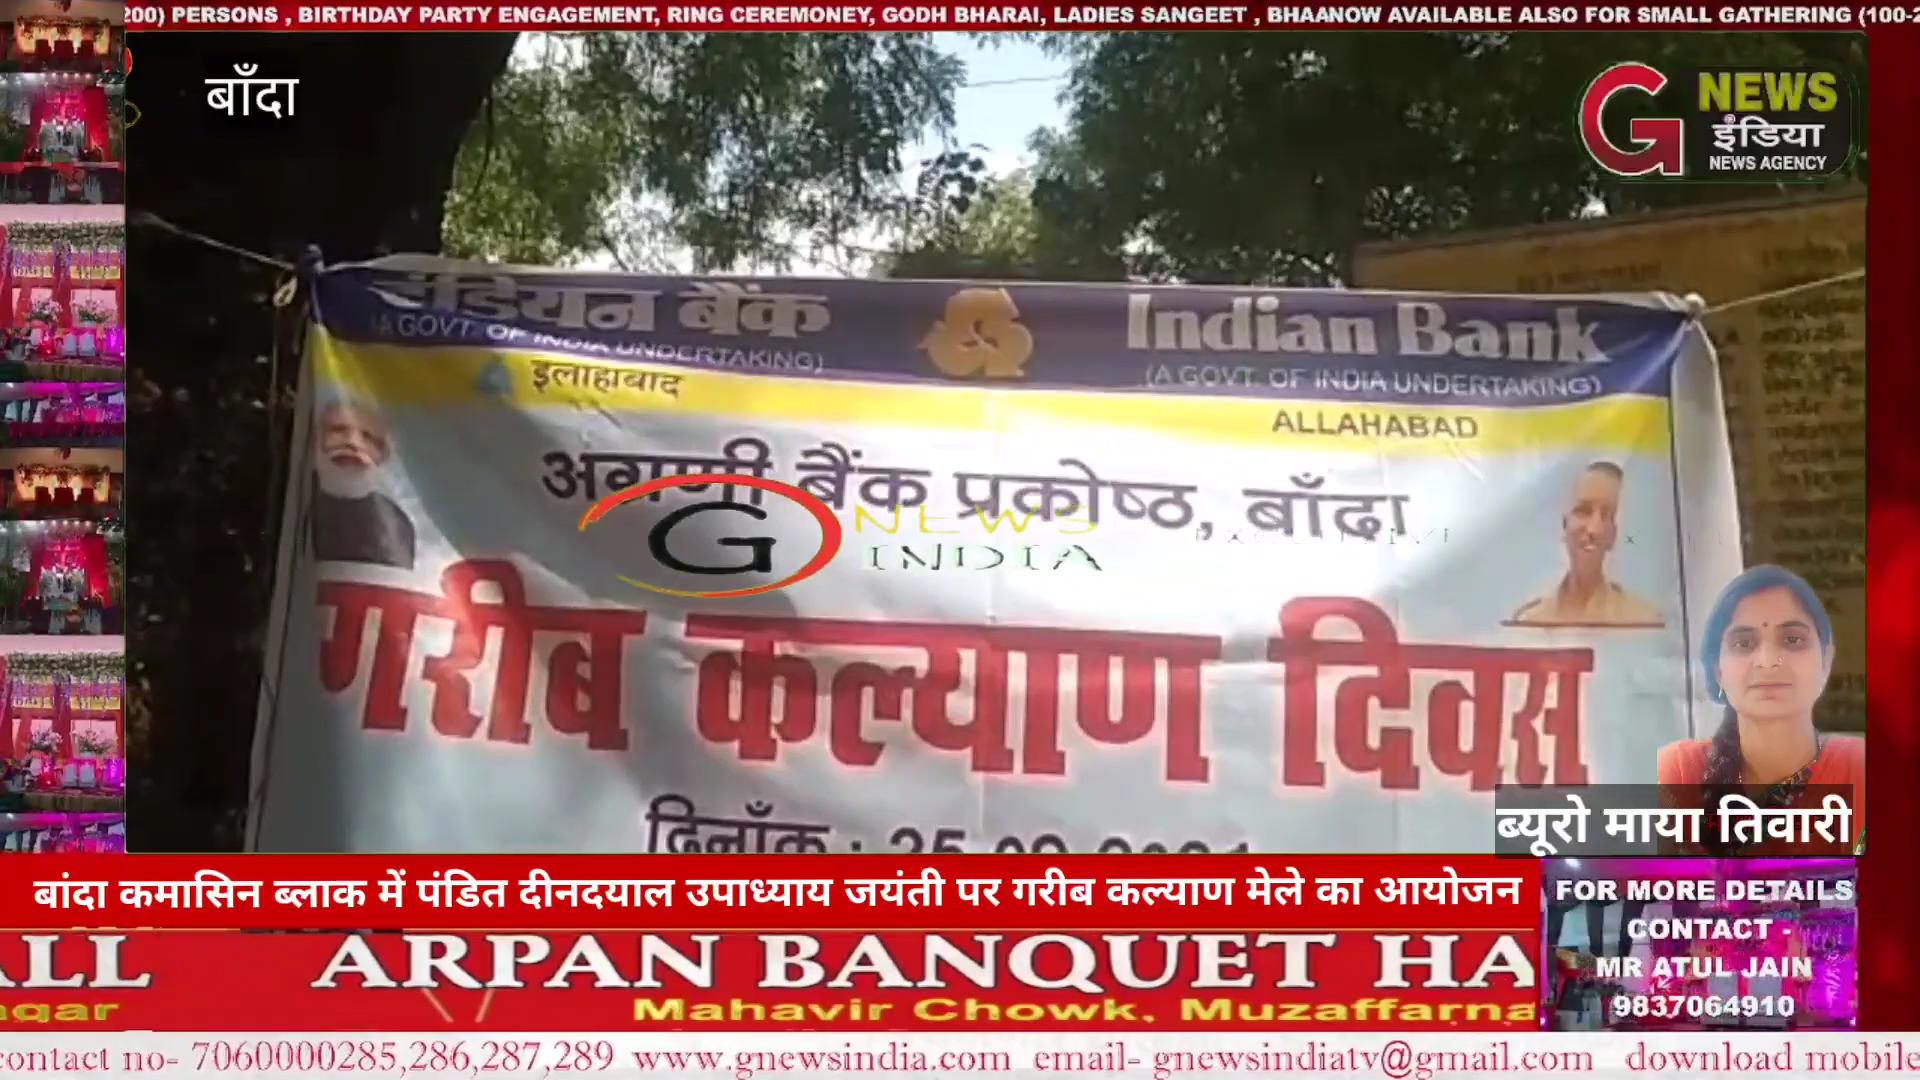 200) PERSONS , BIRTHDAY PARTY ENGAGEMENT, RING CEREMONEY, GODH BHARAI, LADIES SANGEET , BHAANOW AVAILABLE ALSO FOR SMALL GATHERING (100-2
बाँदा
G NEWS
इंडिया
NEWS AGENCY
इंडियन बैंक
Indian Bank
(A GOVT. OF INDIA UNDERTAKING)
(A GOVT. OF INDIA UNDERTAKING)
इलाहाबाद
ALLAHABAD
अग्रणी बैंक प्रकोष्ठ, बाँदा
G NEWS
INDIA
गरीब कल्याण दिवस
दिनाँक :
ब्यूरो माया तिवारी
बांदा कमासिन ब्लाक में पंडित दीनदयाल उपाध्याय जयंती पर गरीब कल्याण मेले का आयोजन
FOR MORE DETAILS
CONTACT -
MR ATUL JAIN
9837064910
ALL ARPAN BANQUET HA
agar Mahavir Chowk, Muzaffarna
contact no- 7060000285,286,287,289 www.gnewsindia.com email- gnewsindiatv@gmail.com download mobile